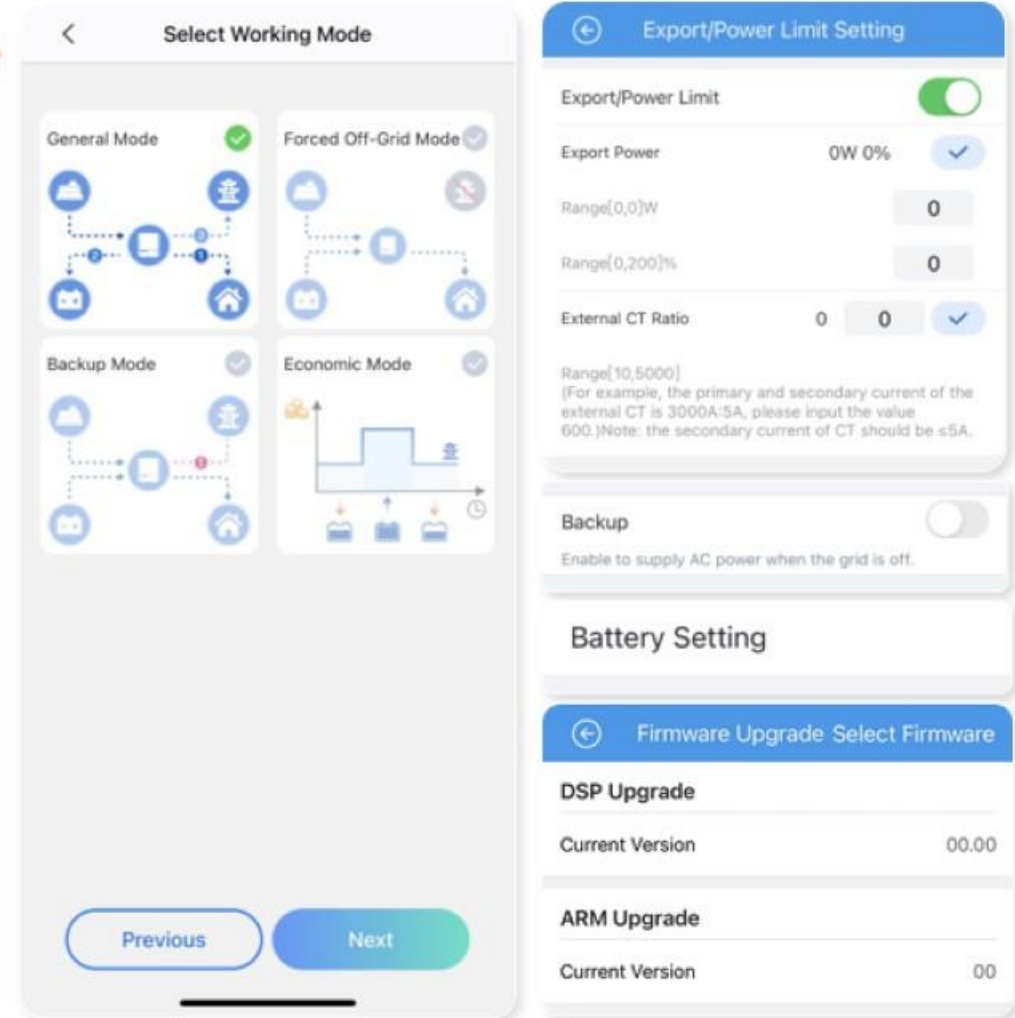 Select Working Mode
General Mode
Forced Off-Grid Mode
3
2
1
Backup Mode
Economic Mode
Previous
Next
Export/Power Limit Setting
Export/Power Limit
Export Power 0W 0%
Range[0,0]W 0
Range[0,200]% 0
External CT Ratio 0 0
Range[10,5000]
(For example, the primary and secondary current of the
external CT is 3000A:5A, please input the value
600.)Note: the secondary current of CT should be ≤5A.
Backup
Enable to supply AC power when the grid is off.
Battery Setting
Firmware Upgrade Select Firmware
DSP Upgrade
Current Version 00.00
ARM Upgrade
Current Version 00